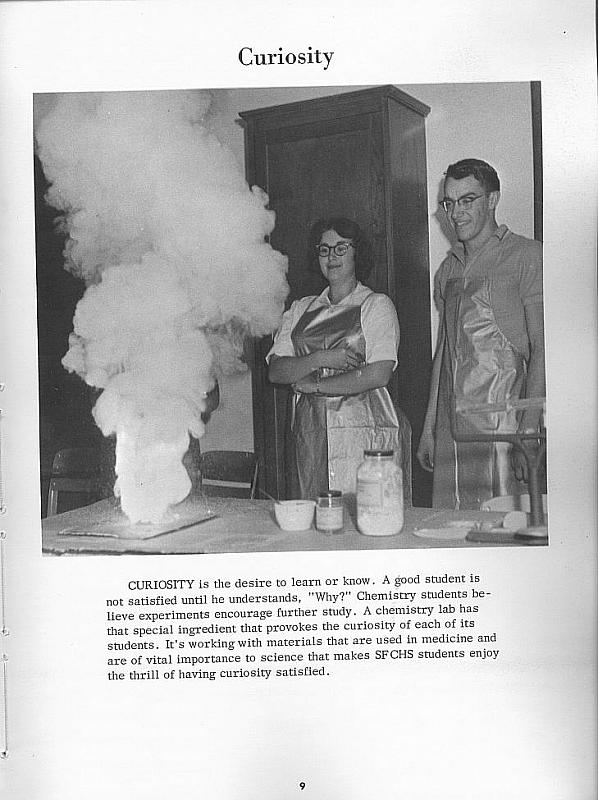 Curiosity
CURIOSITY is the desire to learn or know. A good student is
not satisfied until he understands, "Why?" Chemistry students be-
lieve experiments encourage further study. A chemistry lab has
that special ingredient that provokes the curiosity of each of its
students. It's working with materials that are used in medicine and
are of vital importance to science that makes SFCHS students enjoy
the thrill of having curiosity satisfied.
9